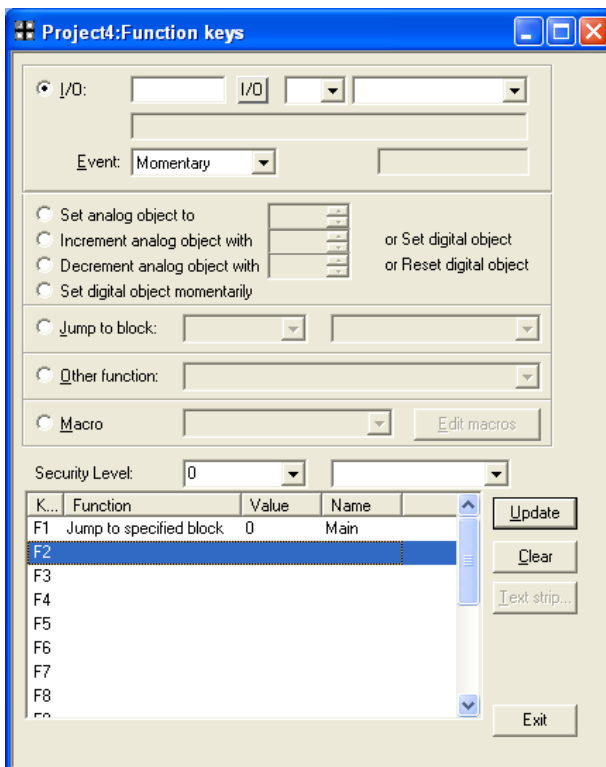 Project4:Function keys
I/O: I/O
Event: Momentary
Set analog object to
Increment analog object with or Set digital object
Decrement analog object with or Reset digital object
Set digital object momentarily
Jump to block:
Other function:
Macro Edit macros
Security Level: 0
K... Function Value Name
Update
F1 Jump to specified block 0 Main
F2
Clear
F3
F4
Text strip...
F5
F6
F7
F8
Exit